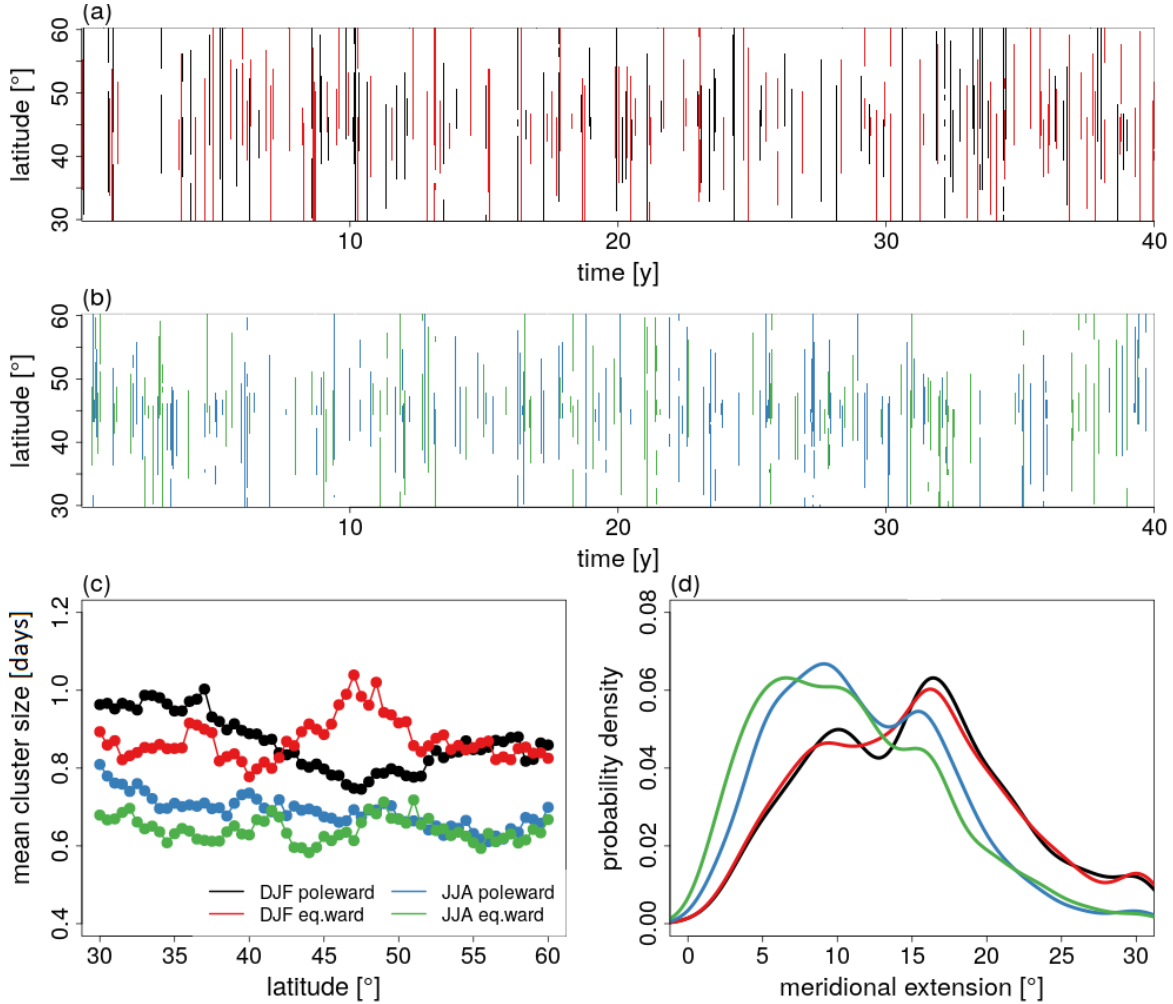 (a)
60
50
40
30
latitude [°]
10 20 30 40
time [y]
(b)
60
50
40
30
latitude [°]
10 20 30 40
time [y]
(c)
1.2
1.0
0.8
0.6
0.4
mean cluster size [days]
DJF poleward JJA poleward
DJF eq.ward JJA eq.ward
30 35 40 45 50 55 60
latitude [°]
(d)
0.08
0.06
0.04
0.02
0.00
probability density
0 5 10 15 20 25 30
meridional extension [°]